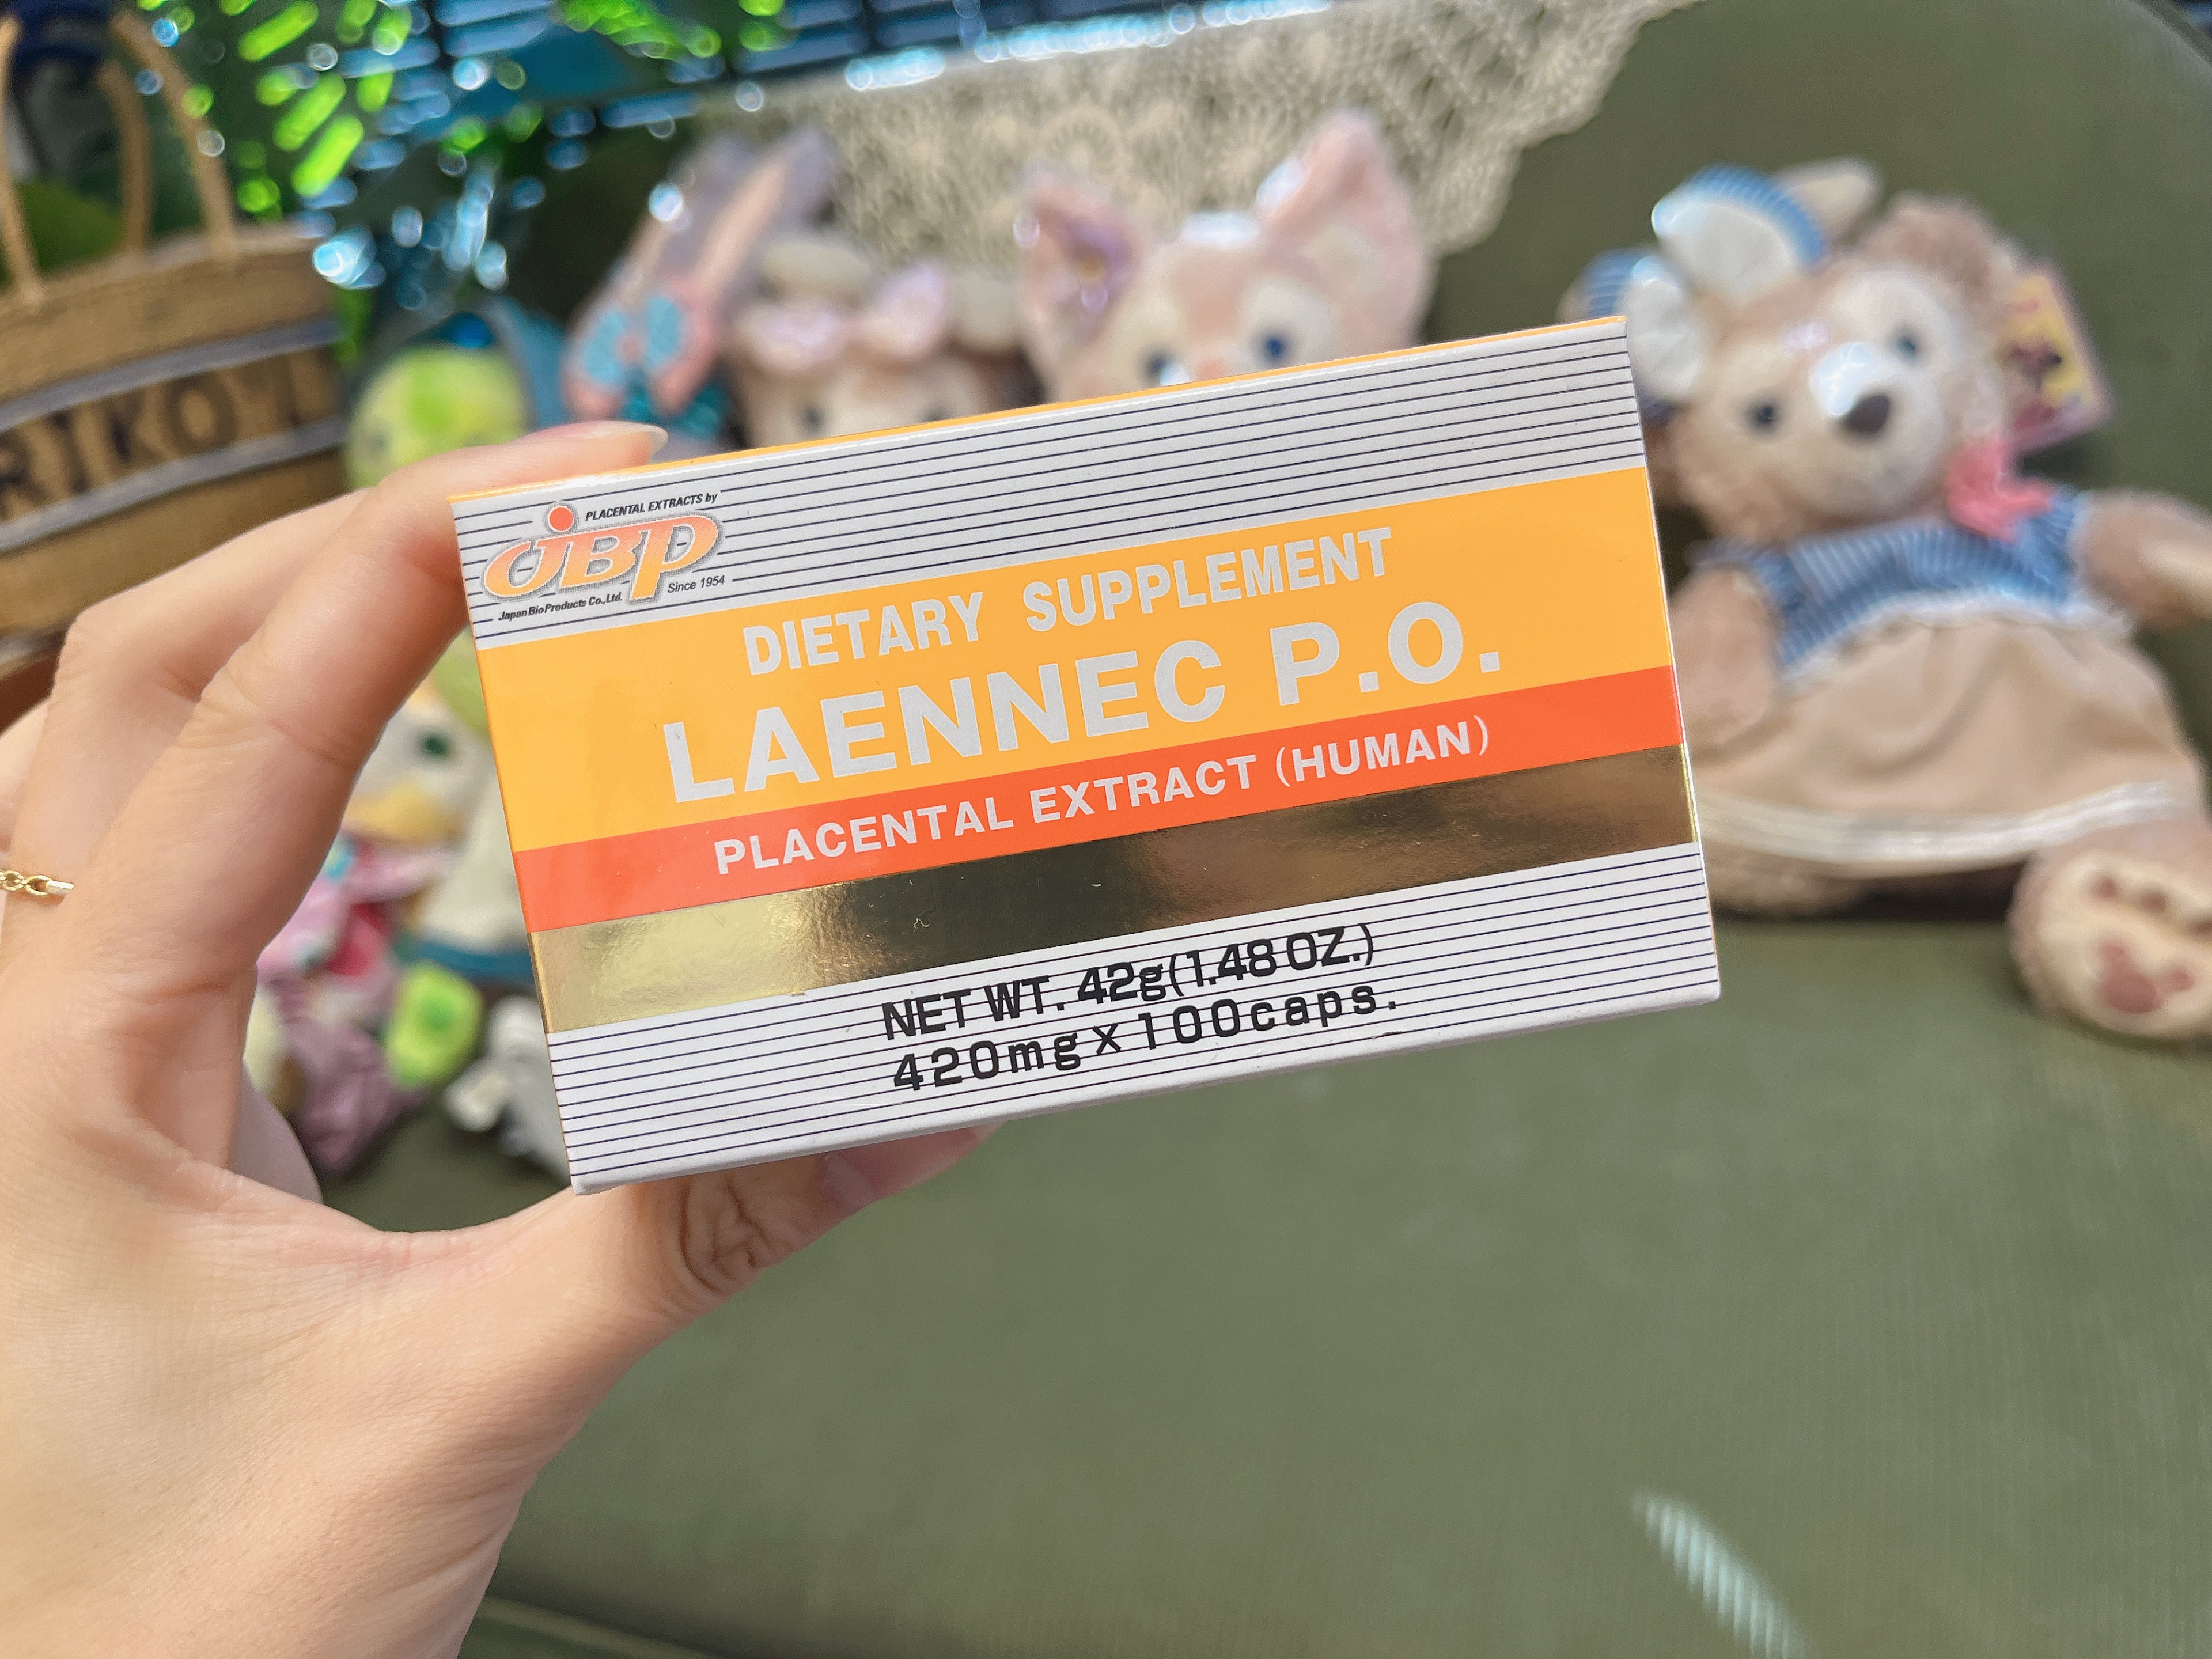 PLACENTAL EXTRACTS by
JBP
Since 1954
Japan Bio Products Co., Ltd.
DIETARY SUPPLEMENT
LAENNEC P.O.
PLACENTAL EXTRACT (HUMAN)
NET WT. 42g(1.48 OZ.)
420mg×100caps.
RIKO